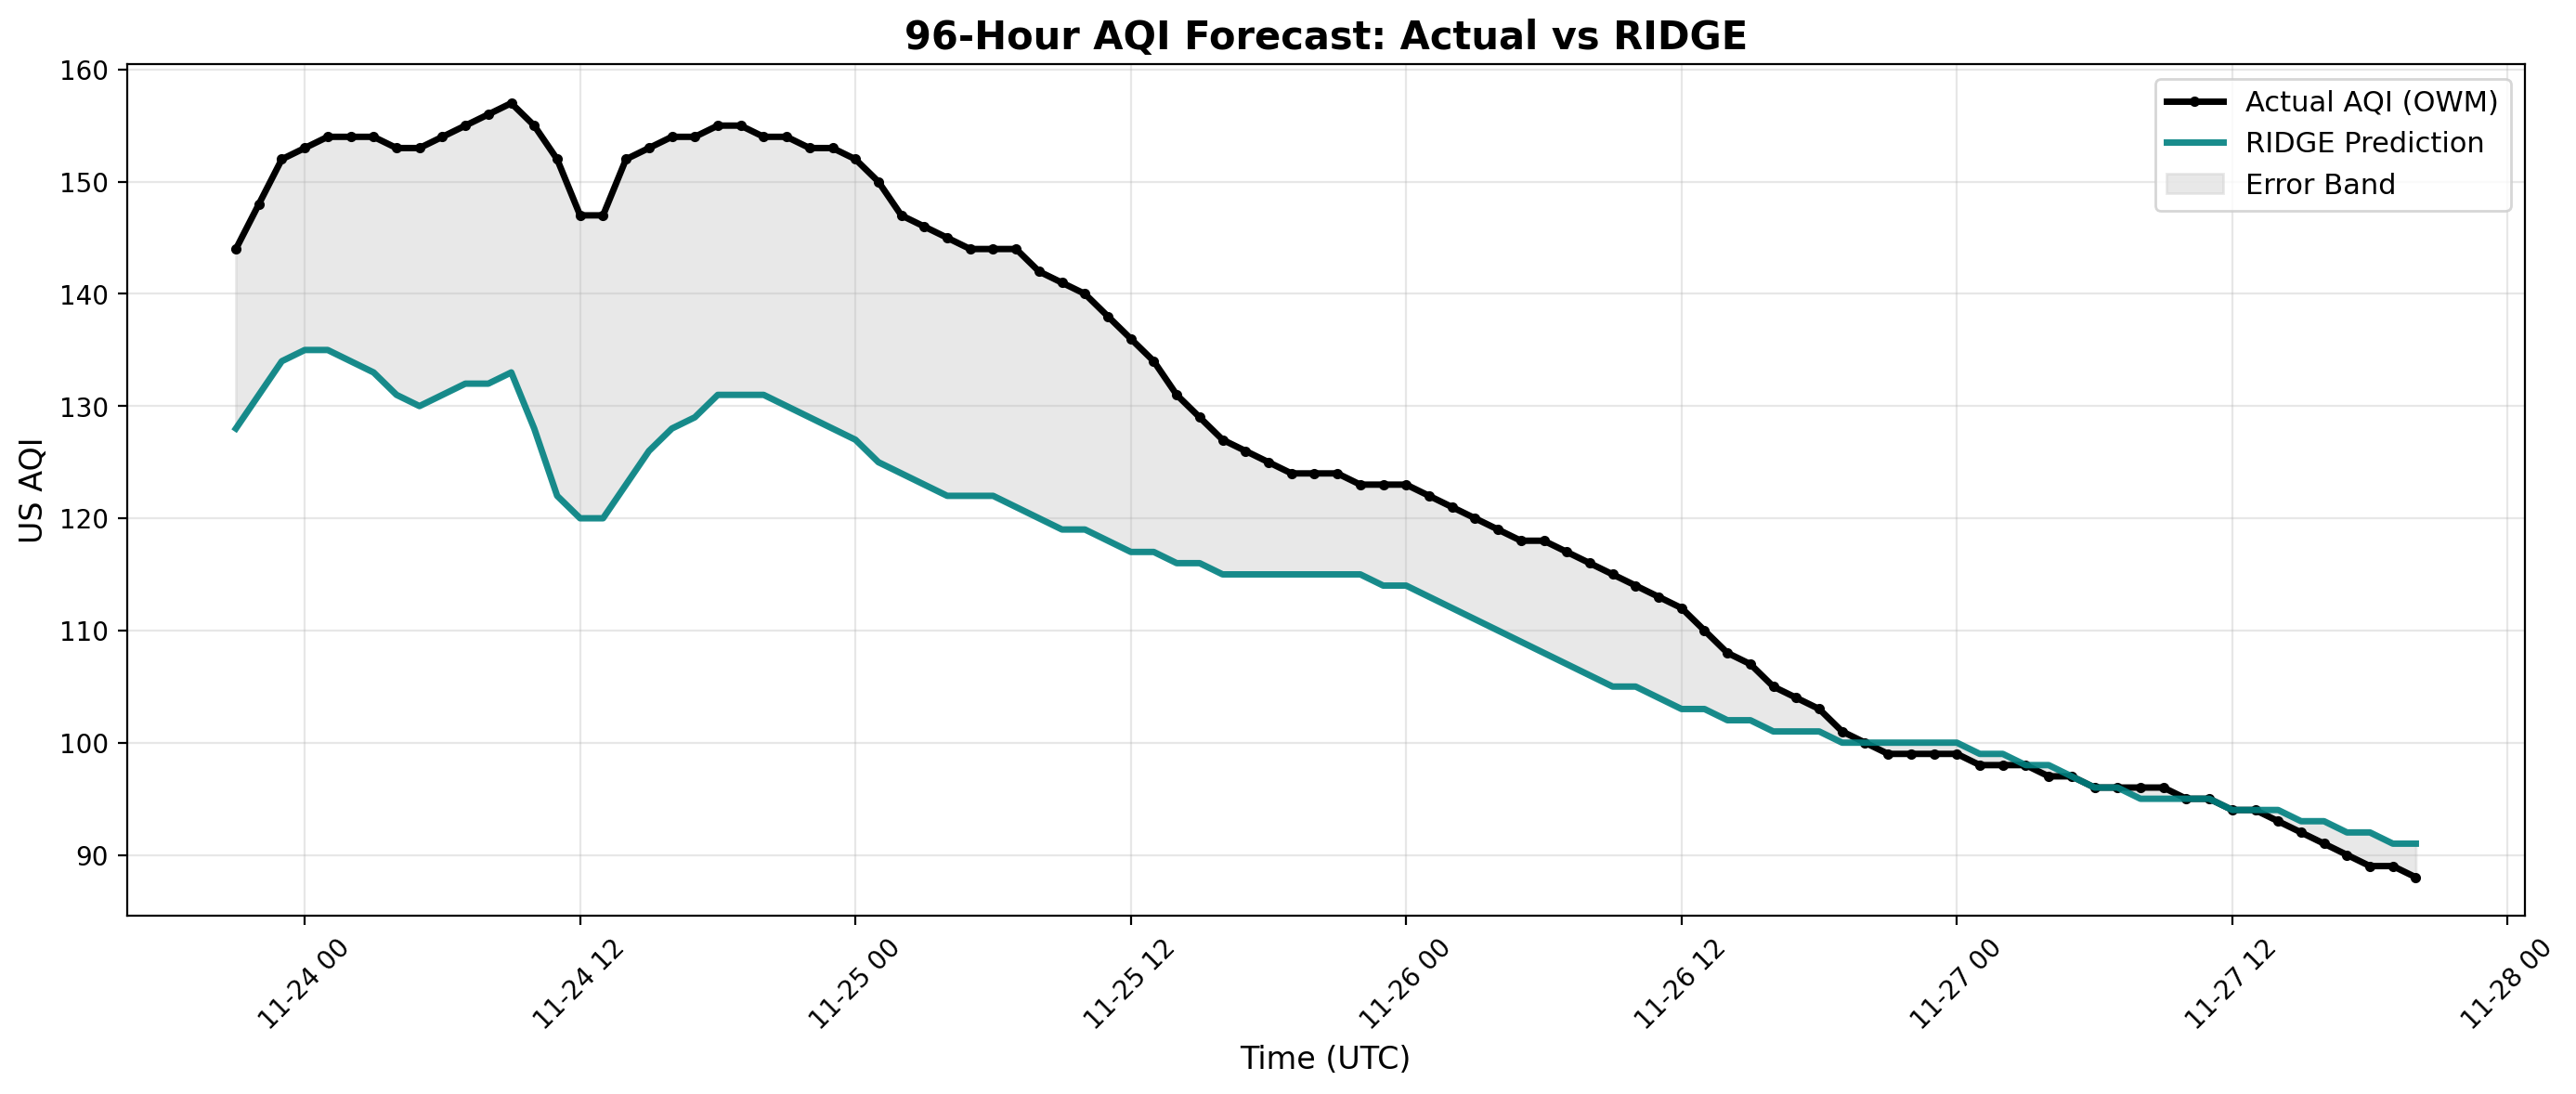 96-Hour AQI Forecast: Actual vs RIDGE
Actual AQI (OWM)
RIDGE Prediction
Error Band
US AQI
160
150
140
130
120
110
100
90
11-24 00
11-24 12
11-25 00
11-25 12
11-26 00
11-26 12
11-27 00
11-27 12
11-28 00
Time (UTC)